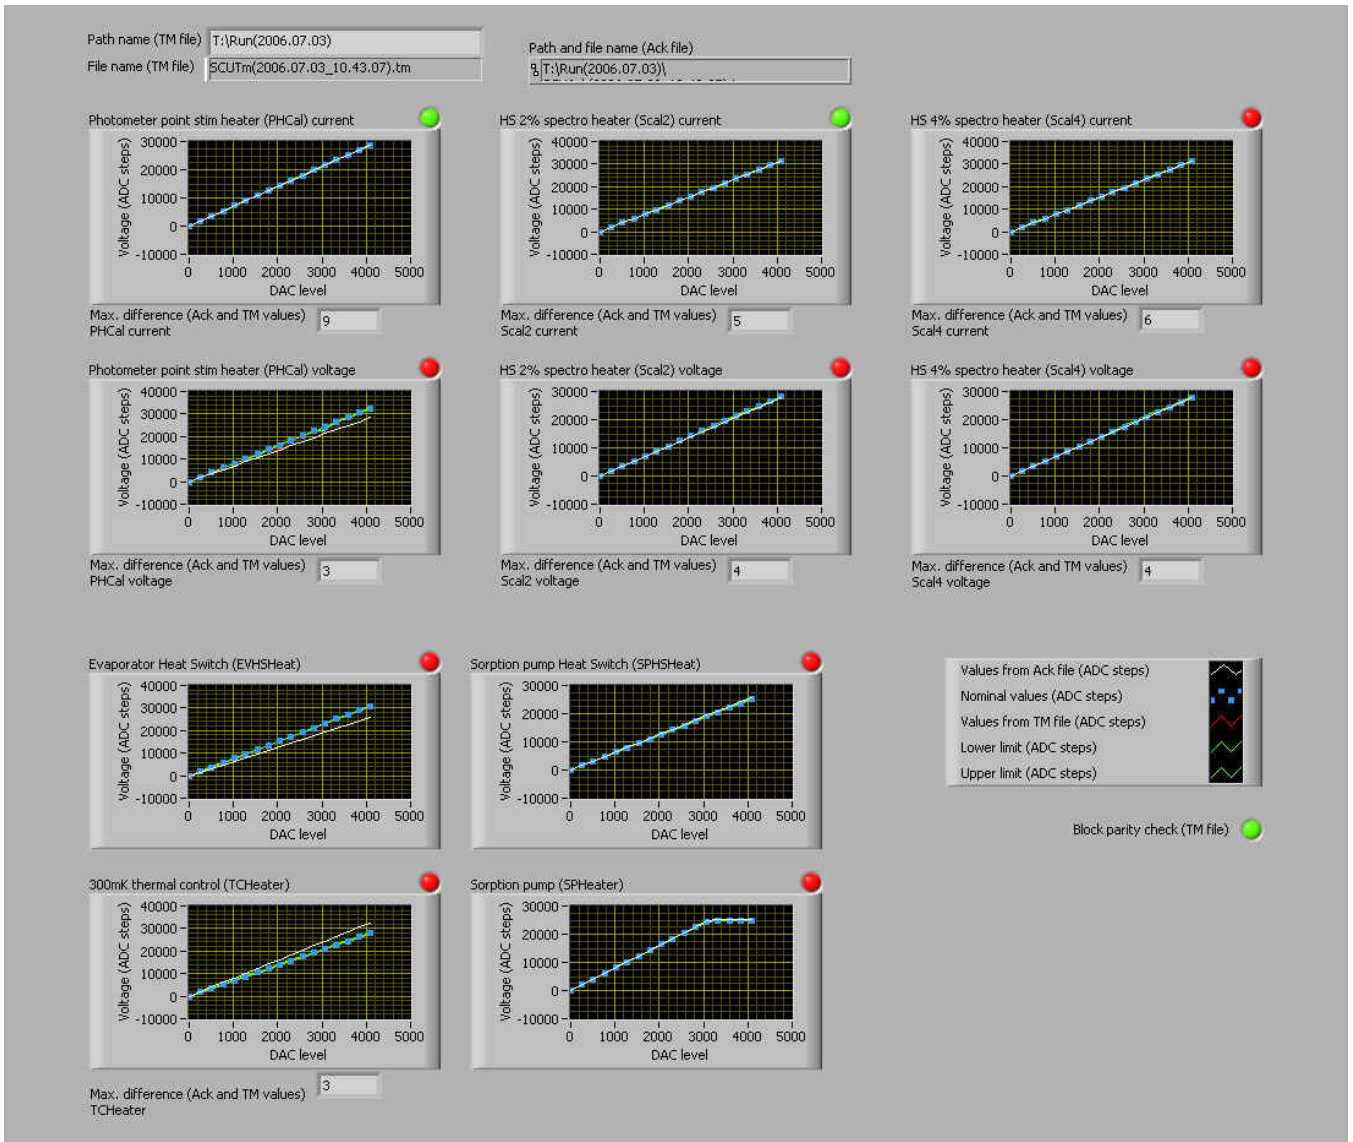 Path name (TM file) T:\Run(2006.07.03)
File name (TM file) SCUTm(2006.07.03_10.43.07).tm
Path and file name (Ack file)
T:\Run(2006.07.03)\
Photometer point stim heater (PHCal) current
Voltage (ADC steps)
30000
20000
10000
0
-10000
0 1000 2000 3000 4000 5000
DAC level
Max. difference (Ack and TM values) 9
PHCal current
HS 2% spectro heater (Scal2) current
Voltage (ADC steps)
40000
30000
20000
10000
0
-10000
0 1000 2000 3000 4000 5000
DAC level
Max. difference (Ack and TM values) 5
Scal2 current
HS 4% spectro heater (Scal4) current
Voltage (ADC steps)
40000
30000
20000
10000
0
-10000
0 1000 2000 3000 4000 5000
DAC level
Max. difference (Ack and TM values) 6
Scal4 current
Photometer point stim heater (PHCal) voltage
Voltage (ADC steps)
40000
30000
20000
10000
0
-10000
0 1000 2000 3000 4000 5000
DAC level
Max. difference (Ack and TM values) 3
PHCal voltage
HS 2% spectro heater (Scal2) voltage
Voltage (ADC steps)
30000
20000
10000
0
-10000
0 1000 2000 3000 4000 5000
DAC level
Max. difference (Ack and TM values) 4
Scal2 voltage
HS 4% spectro heater (Scal4) voltage
Voltage (ADC steps)
30000
20000
10000
0
-10000
0 1000 2000 3000 4000 5000
DAC level
Max. difference (Ack and TM values) 4
Scal4 voltage
Evaporator Heat Switch (EVHSHeat)
Voltage (ADC steps)
40000
30000
20000
10000
0
-10000
0 1000 2000 3000 4000 5000
DAC level
Sorption pump Heat Switch (SPHSHeat)
Voltage (ADC steps)
30000
20000
10000
0
-10000
0 1000 2000 3000 4000 5000
DAC level
Values from Ack file (ADC steps)
Nominal values (ADC steps)
Values from TM file (ADC steps)
Lower limit (ADC steps)
Upper limit (ADC steps)
Block parity check (TM file)
300mK thermal control (TCHeater)
Voltage (ADC steps)
40000
30000
20000
10000
0
-10000
0 1000 2000 3000 4000 5000
DAC level
Max. difference (Ack and TM values) 3
TCHeater
Sorption pump (SPHeater)
Voltage (ADC steps)
30000
20000
10000
0
-10000
0 1000 2000 3000 4000 5000
DAC level